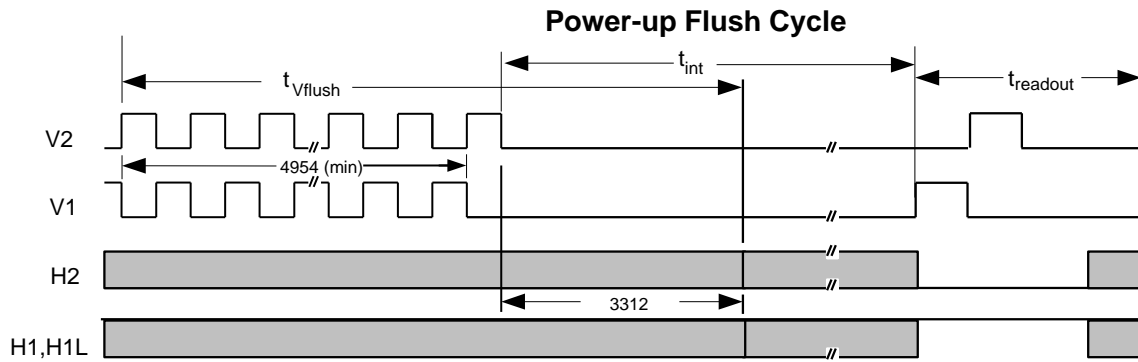 Power-up Flush Cycle
t Vflush
t int
t readout
V2
4954 (min)
V1
H2
3312
H1,H1L